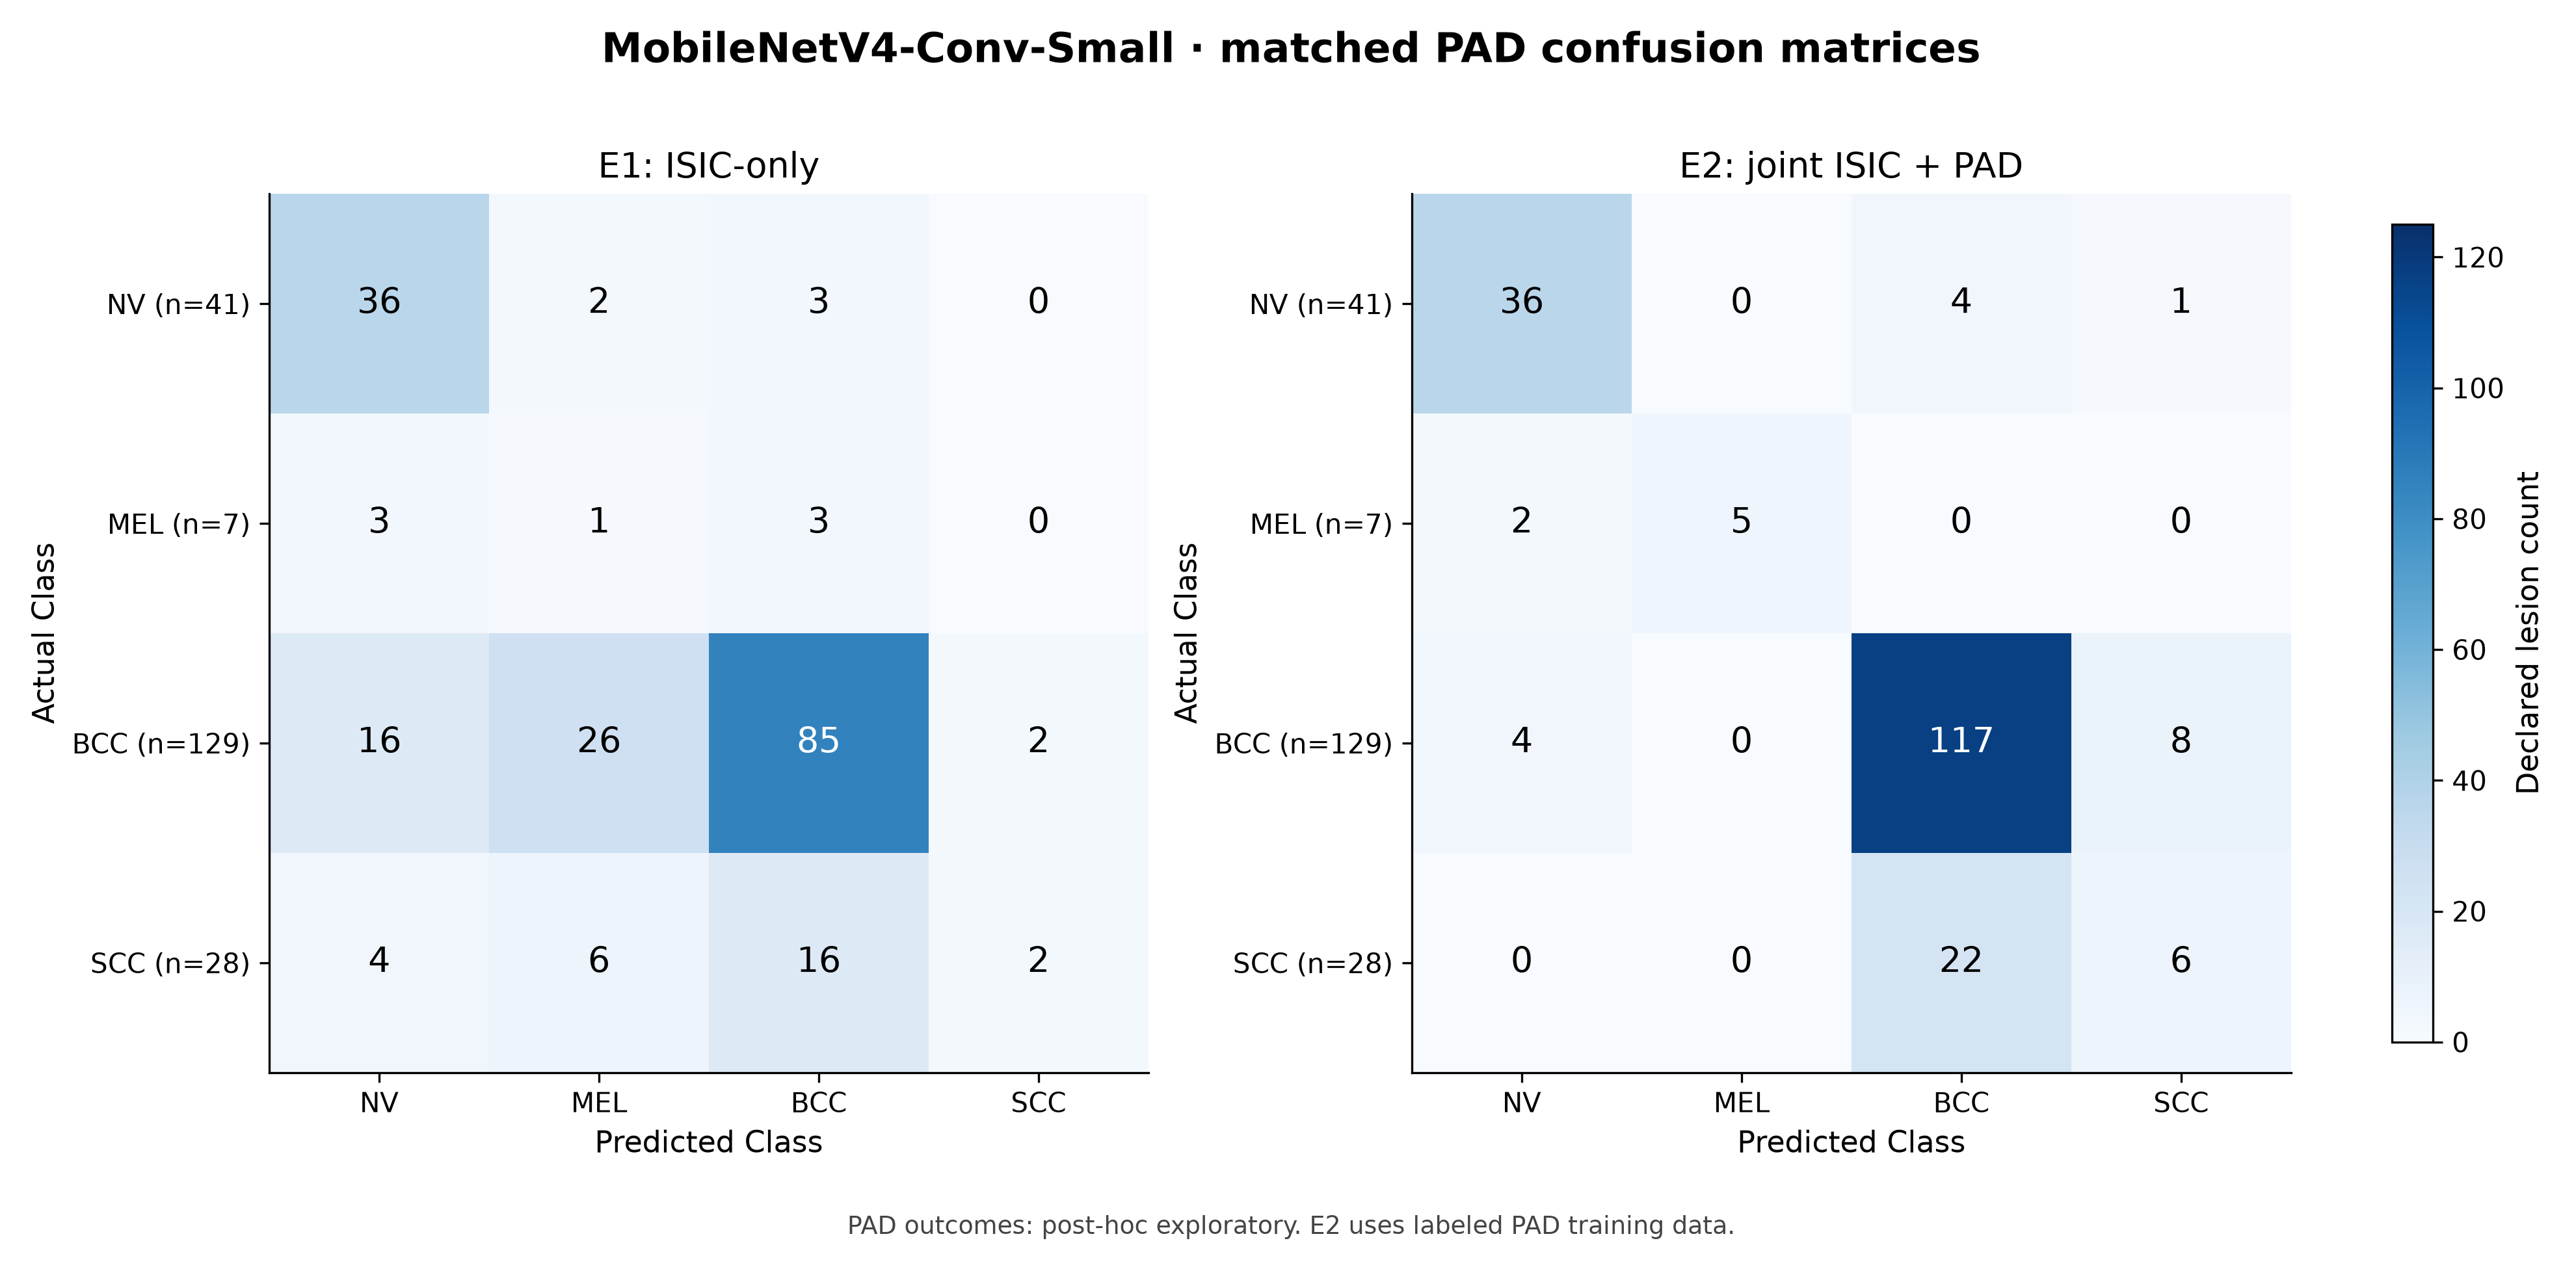 MobileNetV4-Conv-Small · matched PAD confusion matrices
E1: ISIC-only
Actual Class
NV (n=41) 36 2 3 0
MEL (n=7) 3 1 3 0
BCC (n=129) 16 26 85 2
SCC (n=28) 4 6 16 2
NV MEL BCC SCC
Predicted Class
E2: joint ISIC + PAD
Actual Class
NV (n=41) 36 0 4 1
MEL (n=7) 2 5 0 0
BCC (n=129) 4 0 117 8
SCC (n=28) 0 0 22 6
NV MEL BCC SCC
Predicted Class
120
100
80
60
40
20
0
Declared lesion count
PAD outcomes: post-hoc exploratory. E2 uses labeled PAD training data.